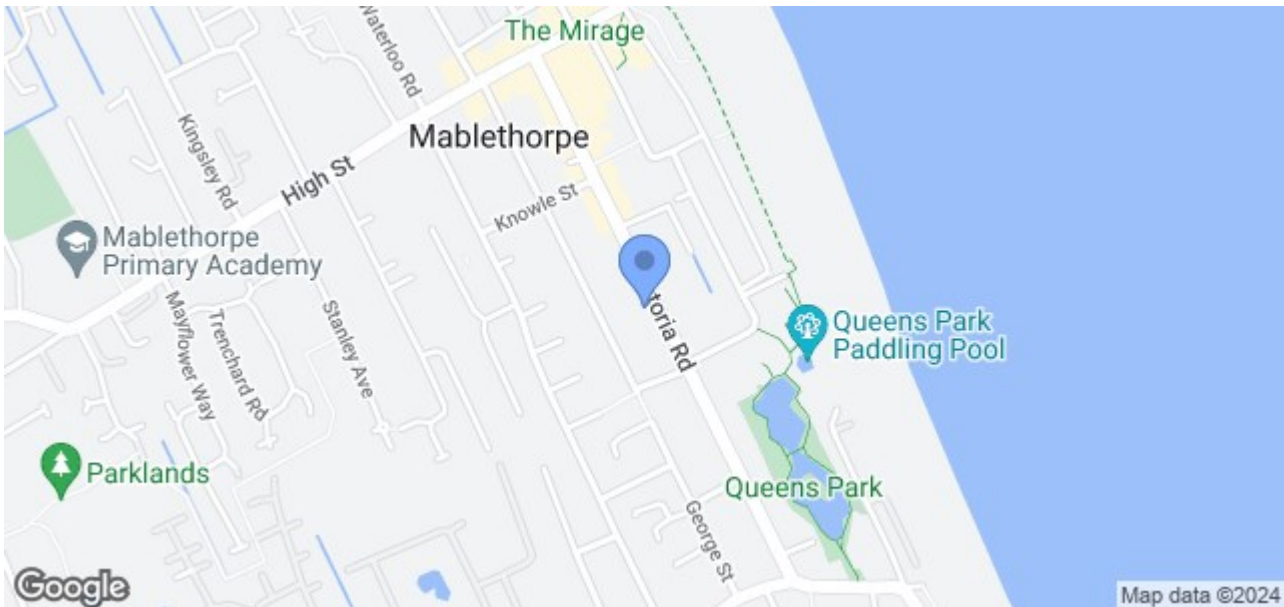 The Mirage
Waterloo Rd
Mablethorpe
Kingsley Rd
High St
Knowle St
Mablethorpe
Primary Academy
toria Rd
Queens Park
Paddling Pool
Mayflower Way
Trenchard Rd
Stanley Ave
Parklands
Queens Park
George St
Google
Map data ©2024